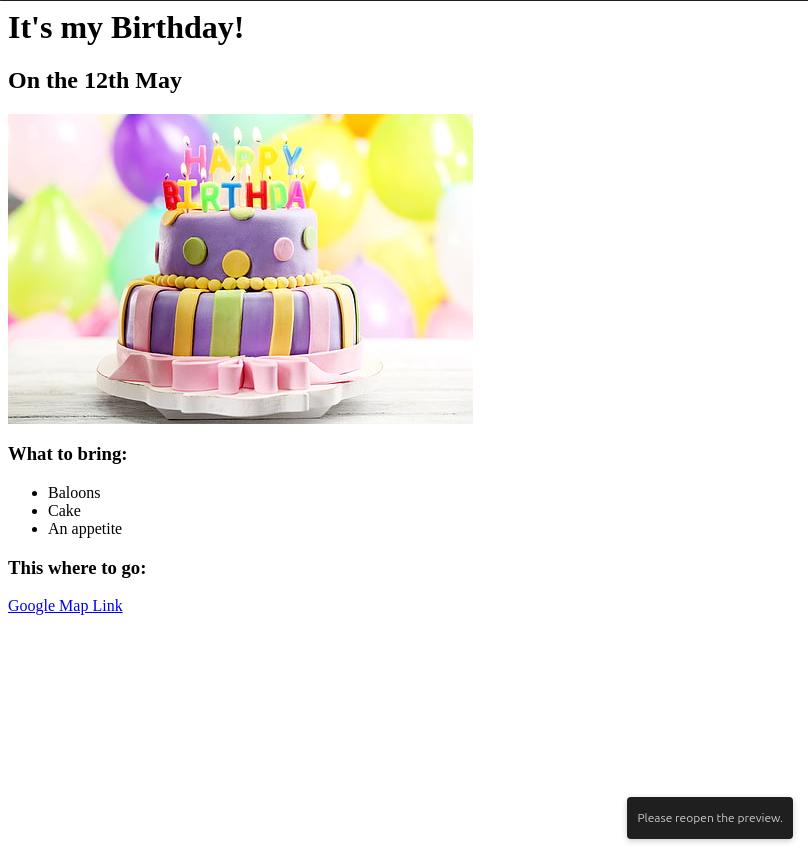 It's my Birthday!
On the 12th May
HAPPY
BIRTHDAY
What to bring:
Baloons
Cake
An appetite
This where to go:
Google Map Link
Please reopen the preview.